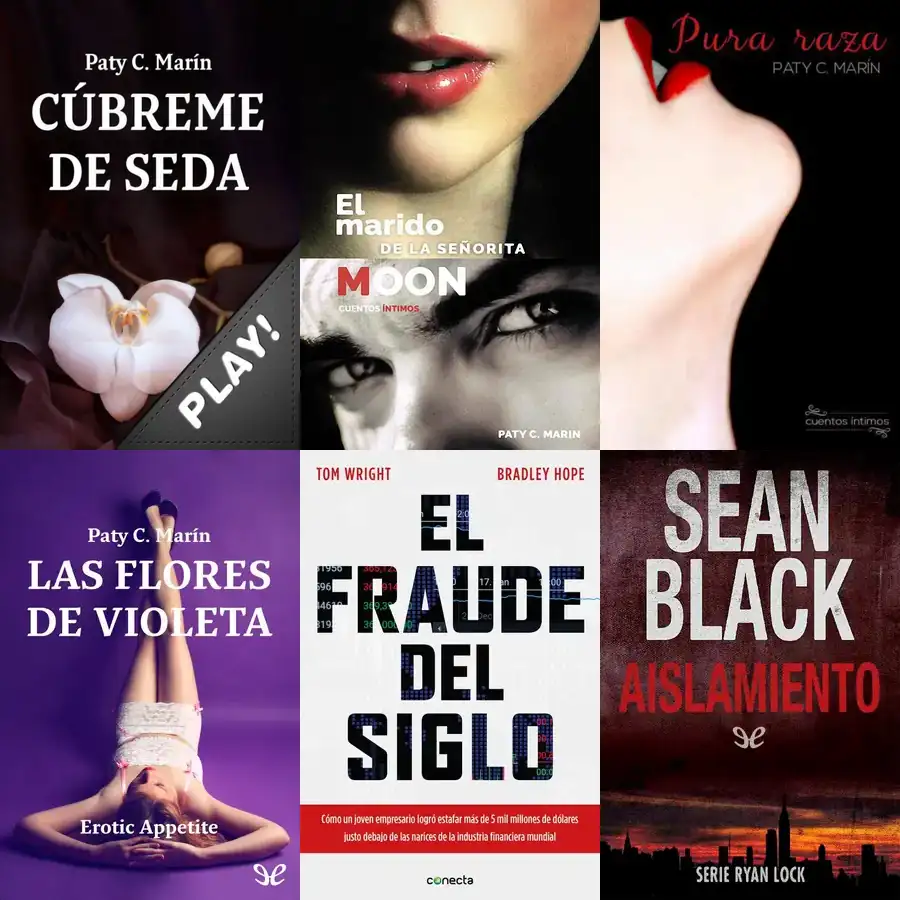 Paty C. Marín
CÚBREME
DE SEDA
PLAY!
El
marido
DE LA SEÑORITA
MOON
CUENTOS ÍNTIMOS
PATY C. MARIN
Pura raza
PATY C. MARÍN
cuentos íntimos
Paty C. Marín
LAS FLORES
DE VIOLETA
Erotic Appetite
TOM WRIGHT
BRADLEY HOPE
EL
FRAUDE
DEL
SIGLO
Cómo un joven empresario logró estafar más de 5 mil millones de dólares
justo debajo de las narices de la industria financiera mundial
conecta
SEAN
BLACK
AISLAMIENTO
SERIE RYAN LOCK